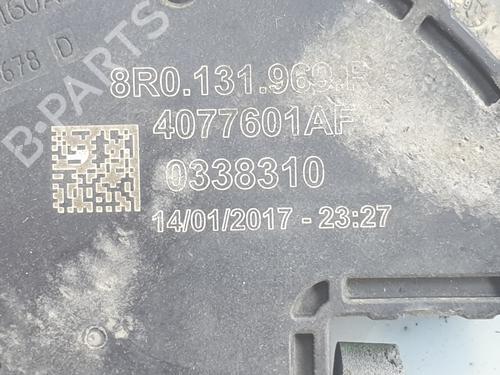 678 D
8R0.131.969.F
4077601AF
0338310
14/01/2017 - 23:27
B-PARTS